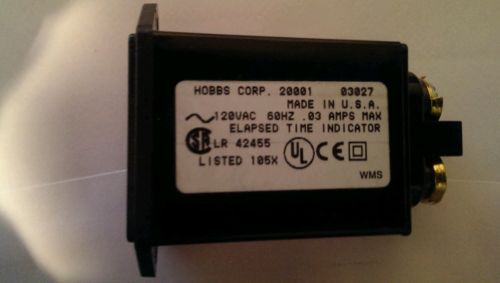 HOBBS CORP. 20001 03027
MADE IN U.S.A.
120VAC 60HZ .03 AMPS MAX
ELAPSED TIME INDICATOR
SA LR 42455
LISTED 105X UL CE
WMS